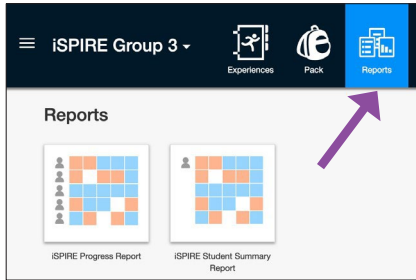 iSPIRE Group 3
Experiences
Pack
Reports
Reports
iSPIRE Progress Report
iSPIRE Student Summary
Report